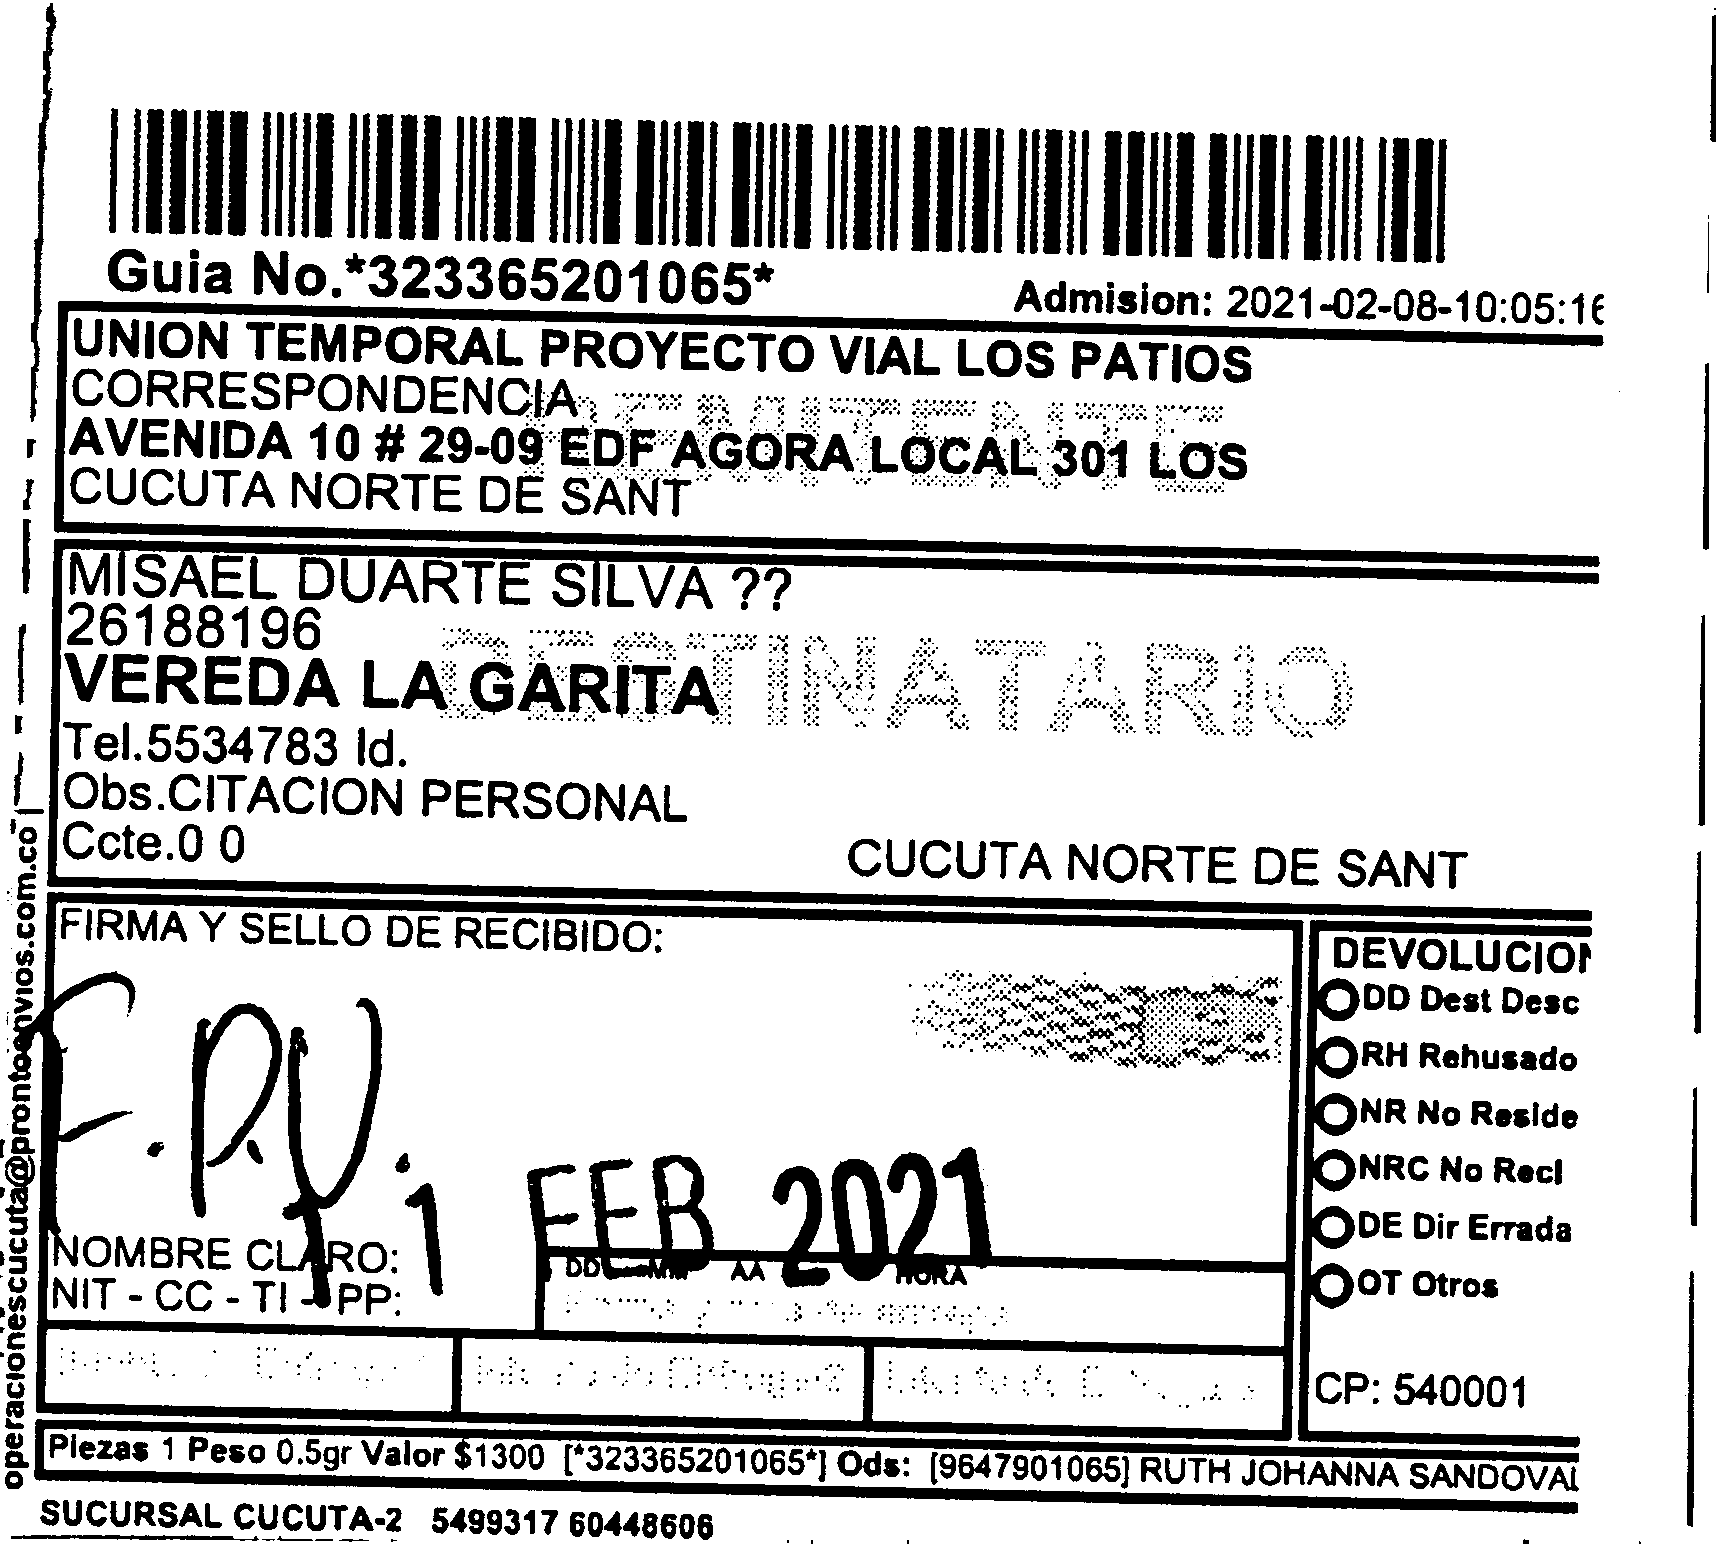 Guia No.*323365201065*
Admision: 2021-02-08-10:05:16
UNION TEMPORAL PROYECTO VIAL LOS PATIOS
CORRESPONDENCIA
REMITENTE
AVENIDA 10 # 29-09 EDF AGORA LOCAL 301 LOS
CUCUTA NORTE DE SANT
MISAEL DUARTE SILVA ??
26188196
DESTINATARIO
VEREDA LA GARITA
Tel.5534783 Id.
Obs.CITACION PERSONAL
Ccte.0 0
CUCUTA NORTE DE SANT
FIRMA Y SELLO DE RECIBIDO:
F.P.V.
11 FEB 2021
NOMBRE CLARO:
NIT - CC - TI - PP:
DD MM AA HORA
DEVOLUCION
DD Dest Desc
RH Rehusado
NR No Reside
NRC No Recl
DE Dir Errada
OT Otros
CP: 540001
Piezas 1 Peso 0.5gr Valor $1300 [*323365201065*] Ods: [9647901065] RUTH JOHANNA SANDOVAL
SUCURSAL CUCUTA-2 5499317 60448606
operacionescucuta@prontoenvios.com.co |